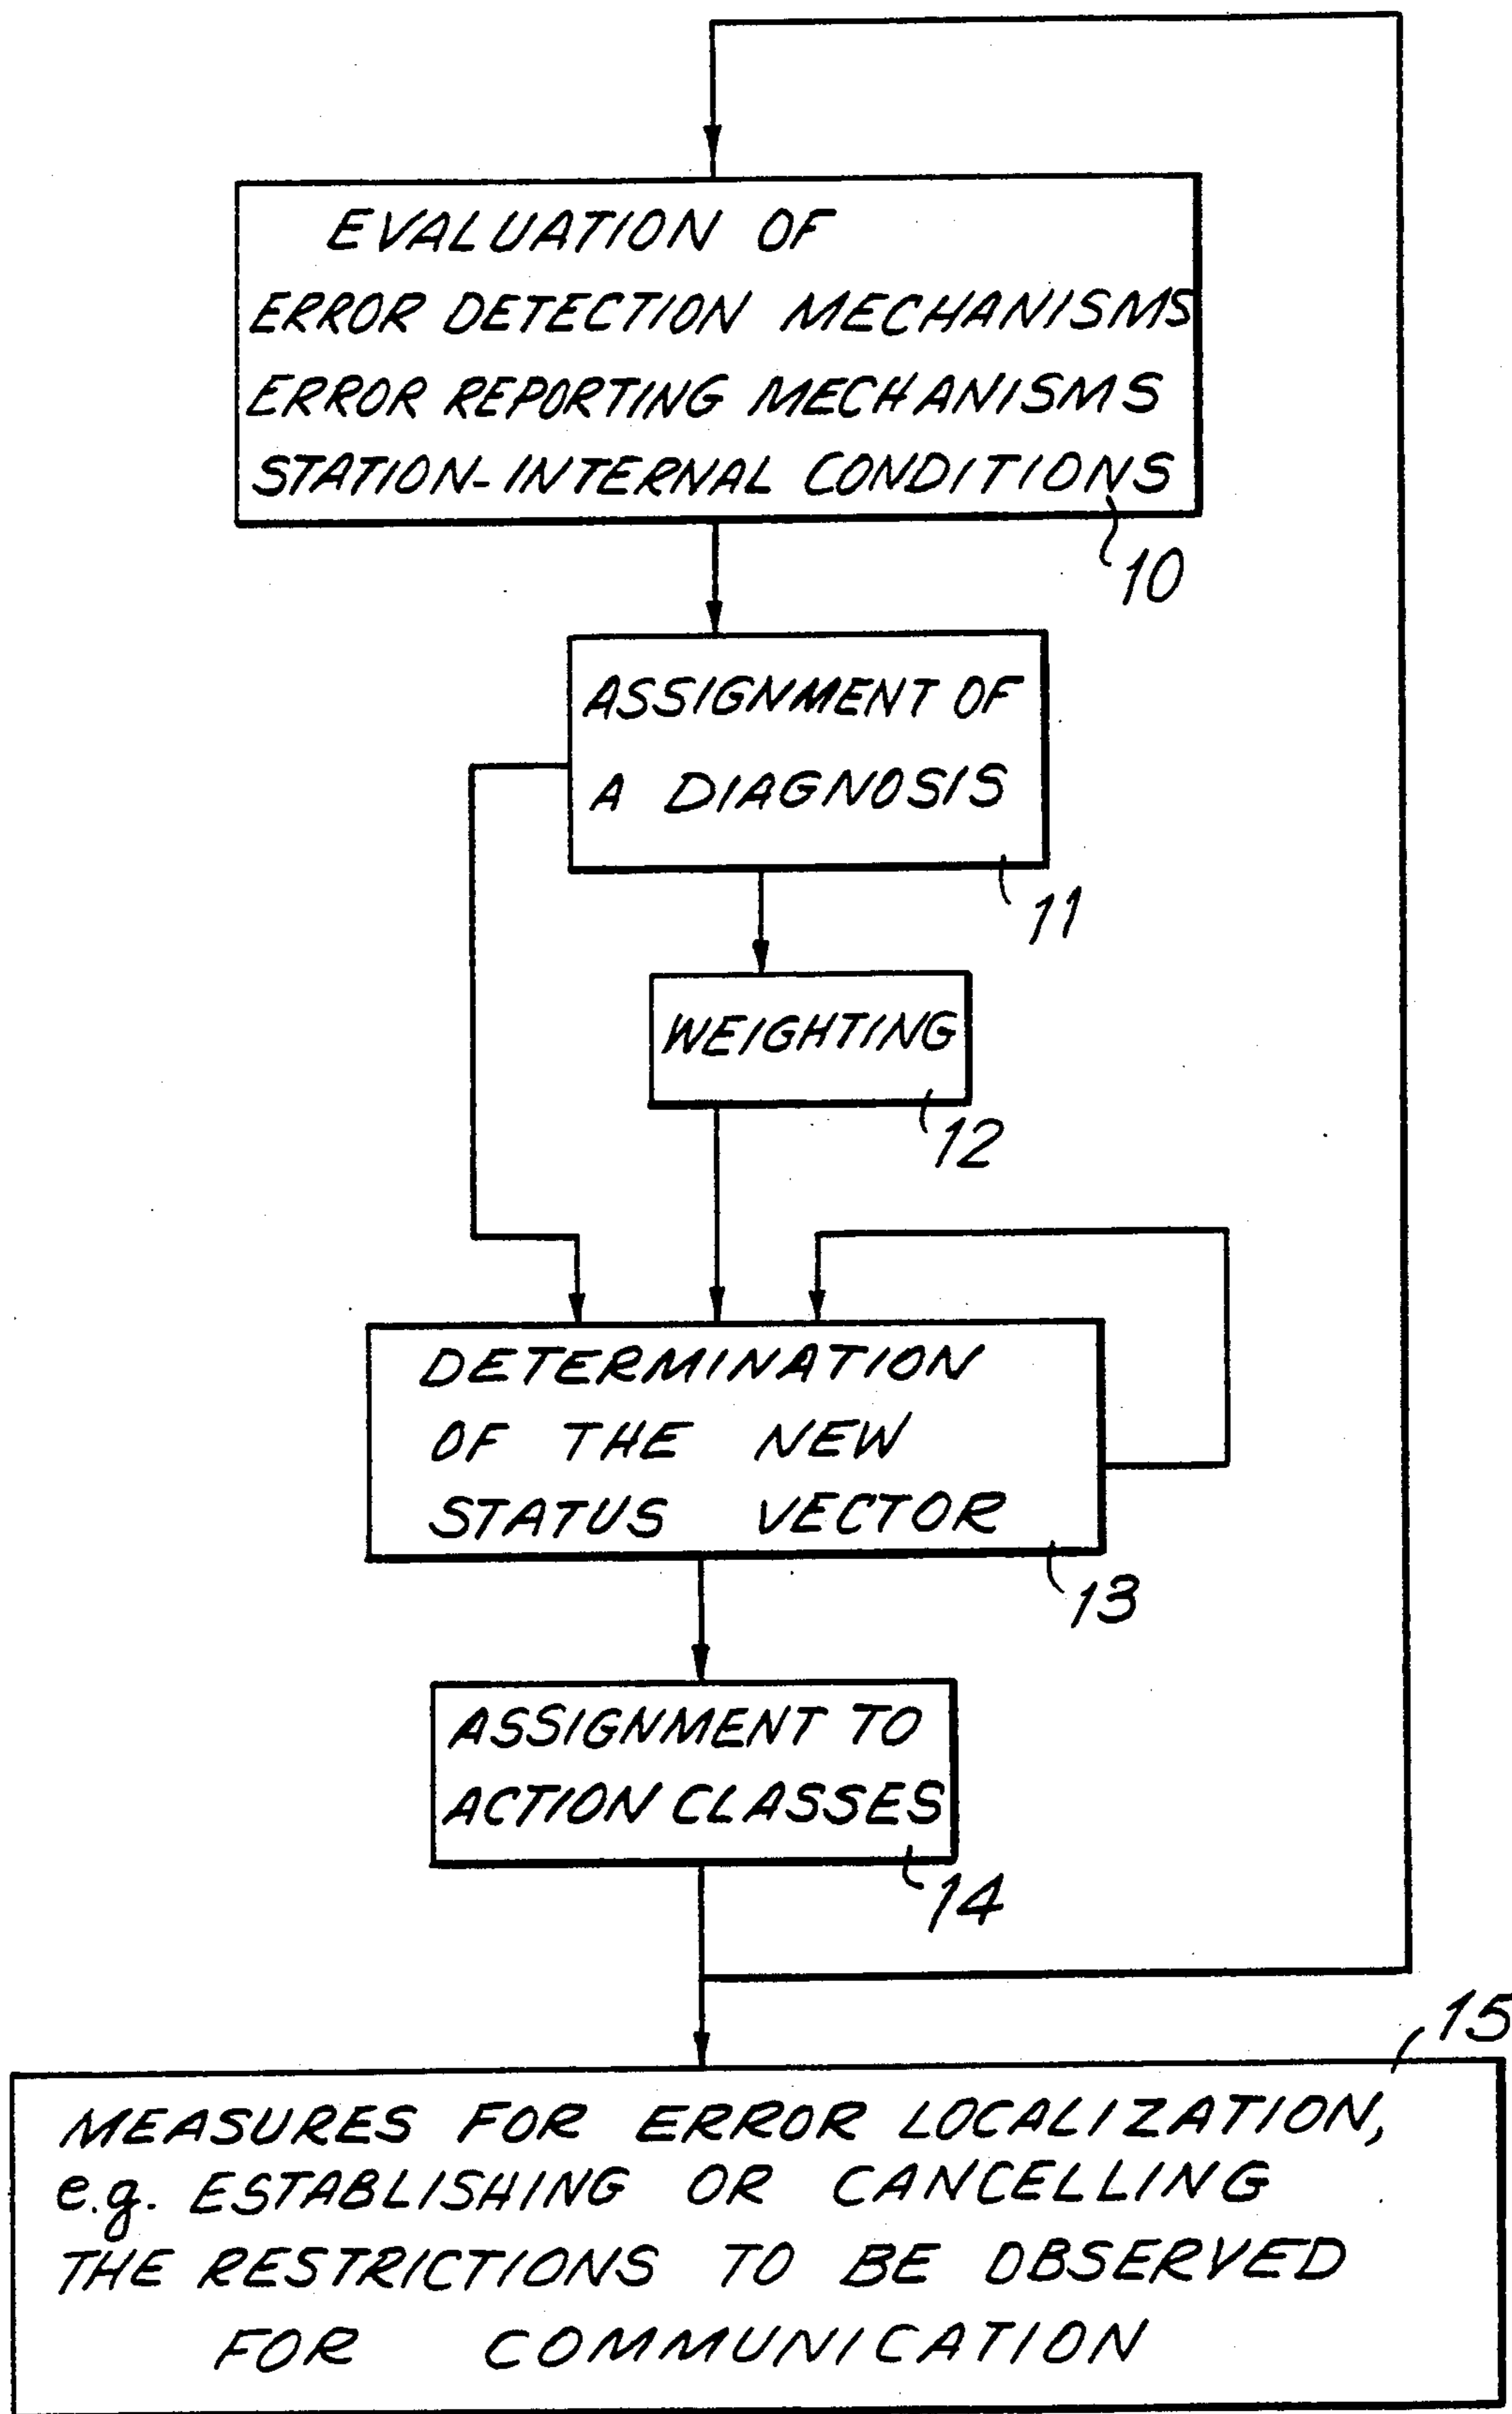 EVALUATION OF
ERROR DETECTION MECHANISMS
ERROR REPORTING MECHANISMS
STATION-INTERNAL CONDITIONS
10
ASSIGNMENT OF
A DIAGNOSIS
11
WEIGHTING
12
DETERMINATION
OF THE NEW
STATUS VECTOR
13
ASSIGNMENT TO
ACTION CLASSES
14
15
MEASURES FOR ERROR LOCALIZATION,
e.g. ESTABLISHING OR CANCELLING
THE RESTRICTIONS TO BE OBSERVED
FOR COMMUNICATION